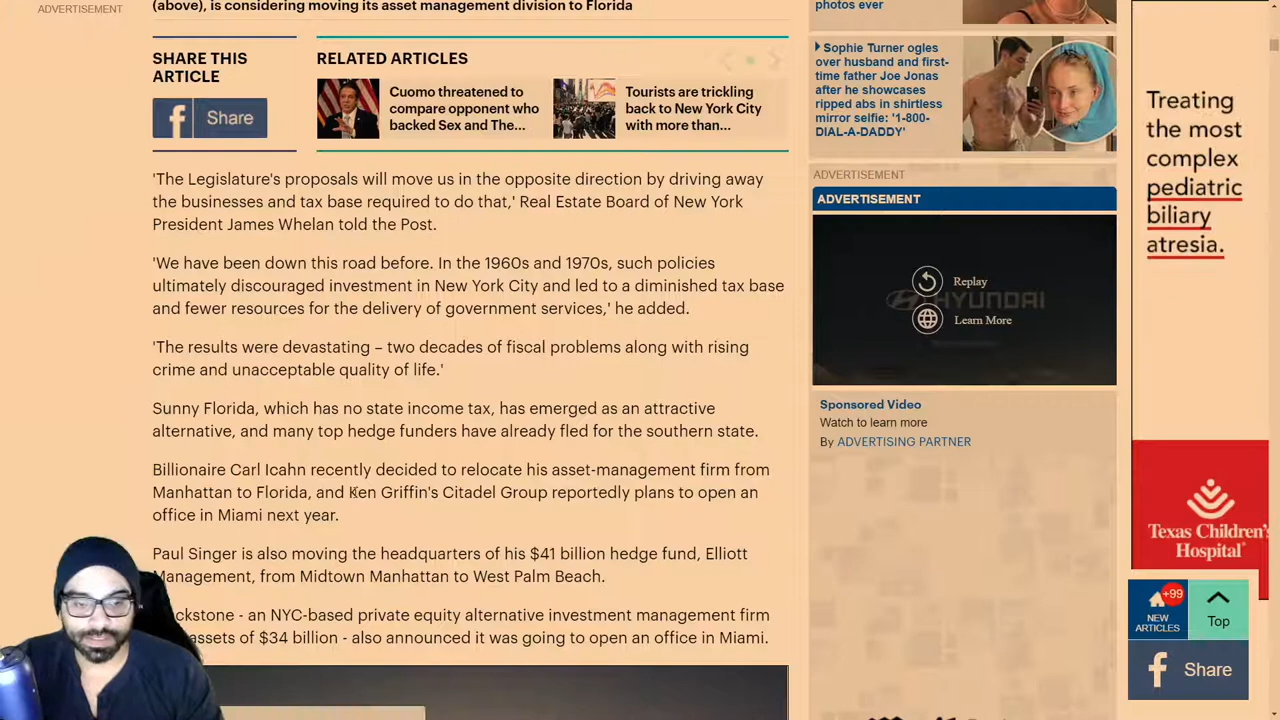 ADVERTISEMENT
(above), is considering moving its asset management division to Florida
SHARE THIS
ARTICLE
Share
RELATED ARTICLES
Cuomo threatened to
compare opponent who
backed Sex and The...
Tourists are trickling
back to New York City
with more than...
'The Legislature's proposals will move us in the opposite direction by driving away
the businesses and tax base required to do that,' Real Estate Board of New York
President James Whelan told the Post.
'We have been down this road before. In the 1960s and 1970s, such policies
ultimately discouraged investment in New York City and led to a diminished tax base
and fewer resources for the delivery of government services,' he added.
'The results were devastating – two decades of fiscal problems along with rising
crime and unacceptable quality of life.'
Sunny Florida, which has no state income tax, has emerged as an attractive
alternative, and many top hedge funders have already fled for the southern state.
Billionaire Carl Icahn recently decided to relocate his asset-management firm from
Manhattan to Florida, and Ken Griffin's Citadel Group reportedly plans to open an
office in Miami next year.
Paul Singer is also moving the headquarters of his $41 billion hedge fund, Elliott
Management, from Midtown Manhattan to West Palm Beach.
ckstone - an NYC-based private equity alternative investment management firm
assets of $34 billion - also announced it was going to open an office in Miami.
photos ever
Sophie Turner ogles
over husband and first-
time father Joe Jonas
after he showcases
ripped abs in shirtless
mirror selfie: '1-800-
DIAL-A-DADDY'
ADVERTISEMENT
ADVERTISEMENT
Replay
HYUNDAI
Learn More
Sponsored Video
Watch to learn more
By ADVERTISING PARTNER
Treating
the most
complex
pediatric
biliary
atresia.
Texas Children's
Hospital
+99
NEW
ARTICLES
Top
Share